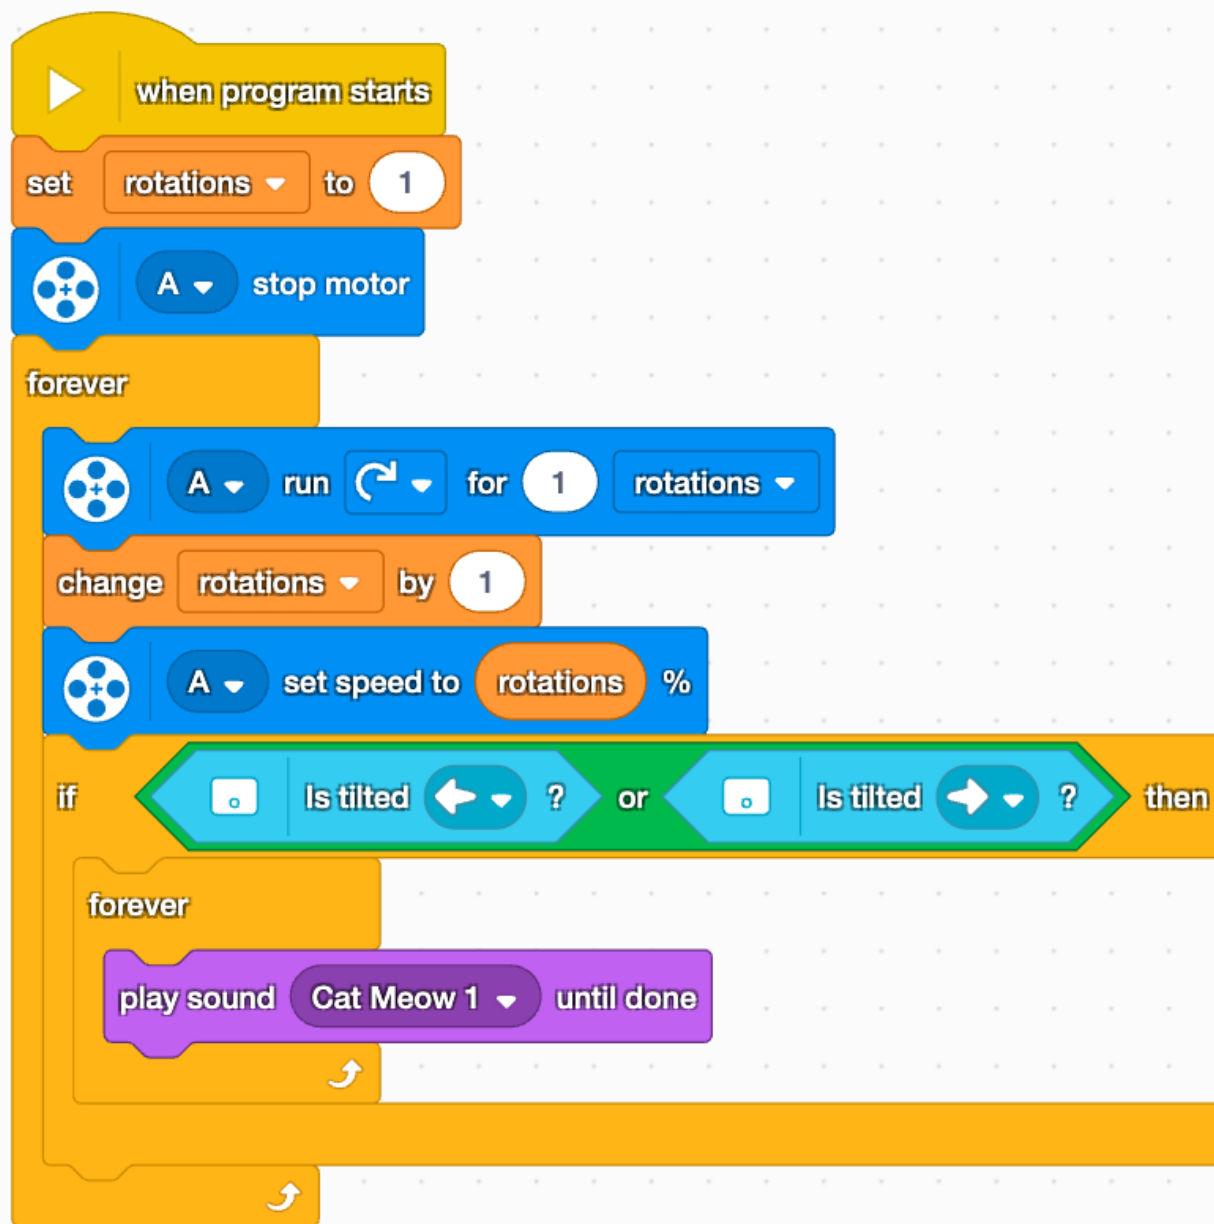 when program starts
set rotations to 1
A stop motor
forever
A run for 1 rotations
change rotations by 1
A set speed to rotations %
if Is tilted ? or Is tilted ? then
forever
play sound Cat Meow 1 until done